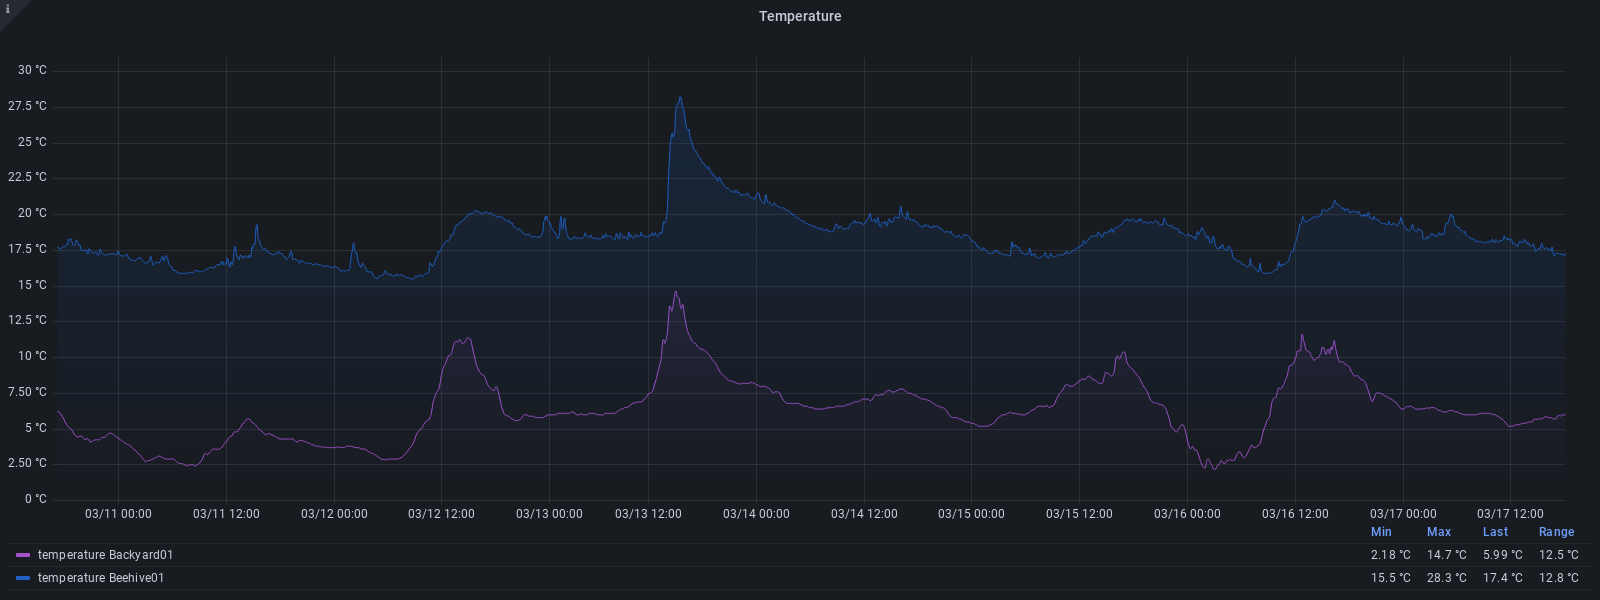 i
Temperature
30 °C
27.5 °C
25 °C
22.5 °C
20 °C
17.5 °C
15 °C
12.5 °C
10 °C
7.50 °C
5 °C
2.50 °C
0 °C
03/11 00:00 03/11 12:00 03/12 00:00 03/12 12:00 03/13 00:00 03/13 12:00 03/14 00:00 03/14 12:00 03/15 00:00 03/15 12:00 03/16 00:00 03/16 12:00 03/17 00:00 03/17 12:00
Min Max Last Range
temperature Backyard01 2.18 °C 14.7 °C 5.99 °C 12.5 °C
temperature Beehive01 15.5 °C 28.3 °C 17.4 °C 12.8 °C